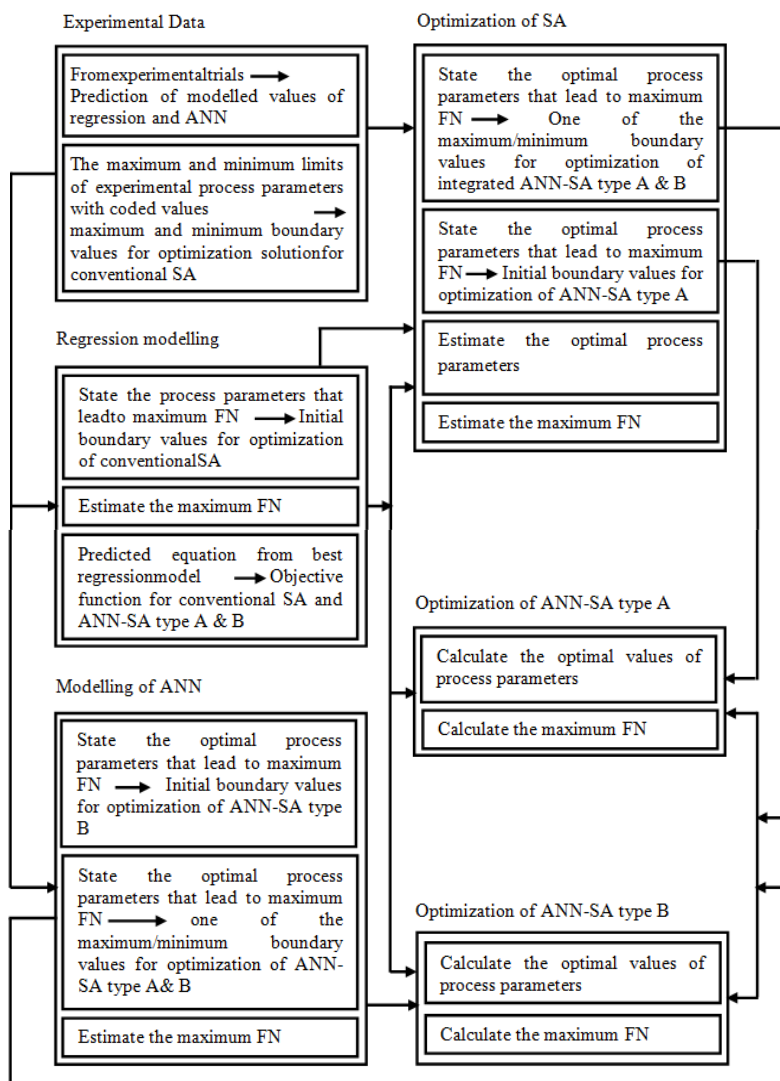 Experimental Data
Fromexperimentaltrials →
Prediction of modelled values of
regression and ANN
The maximum and minimum limits
of experimental process parameters
with coded values →
maximum and minimum boundary
values for optimization solutionfor
conventional SA
Regression modelling
State the process parameters that
leadto maximum FN → Initial
boundary values for optimization
of conventionalSA
Estimate the maximum FN
Predicted equation from best
regressionmodel → Objective
function for conventional SA and
ANN-SA type A & B
Modelling of ANN
State the optimal process
parameters that lead to maximum
FN → Initial boundary values
for optimization of ANN-SA type
B
State the optimal process
parameters that lead to maximum
FN → one of the
maximum/minimum boundary
values for optimization of ANN-
SA type A& B
Estimate the maximum FN
Optimization of SA
State the optimal process
parameters that lead to maximum
FN → One of the
maximum/minimum boundary
values for optimization of
integrated ANN-SA type A & B
State the optimal process
parameters that lead to maximum
FN → Initial boundary values for
optimization of ANN-SA type A
Estimate the optimal process
parameters
Estimate the maximum FN
Optimization of ANN-SA type A
Calculate the optimal values of
process parameters
Calculate the maximum FN
Optimization of ANN-SA type B
Calculate the optimal values of
process parameters
Calculate the maximum FN